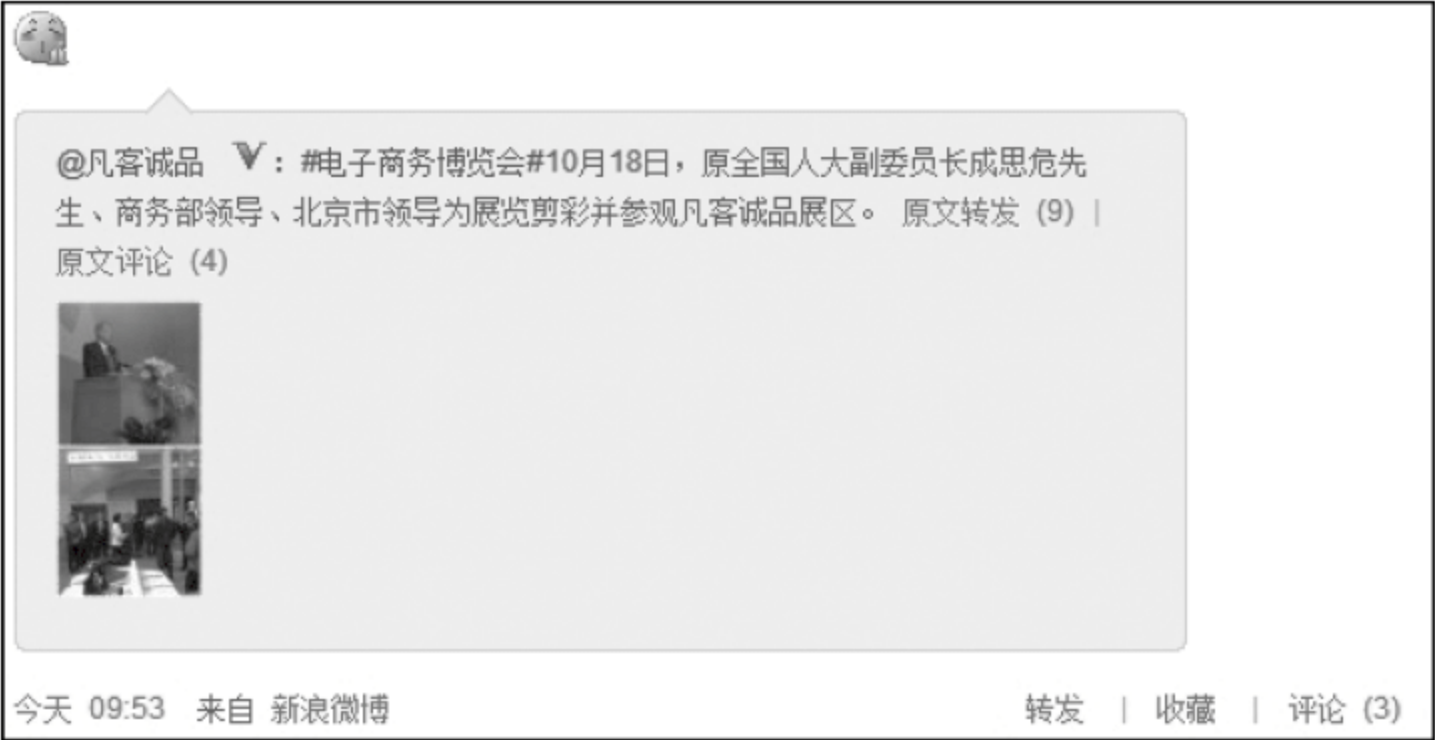 @凡客诚品 V：#电子商务博览会#10月18日，原全国人大副委员长成思危先
生、商务部领导、北京市领导为展览剪彩并参观凡客诚品展区。 原文转发 (9) |
原文评论 (4)
今天 09:53 来自 新浪微博 转发 | 收藏 | 评论 (3)